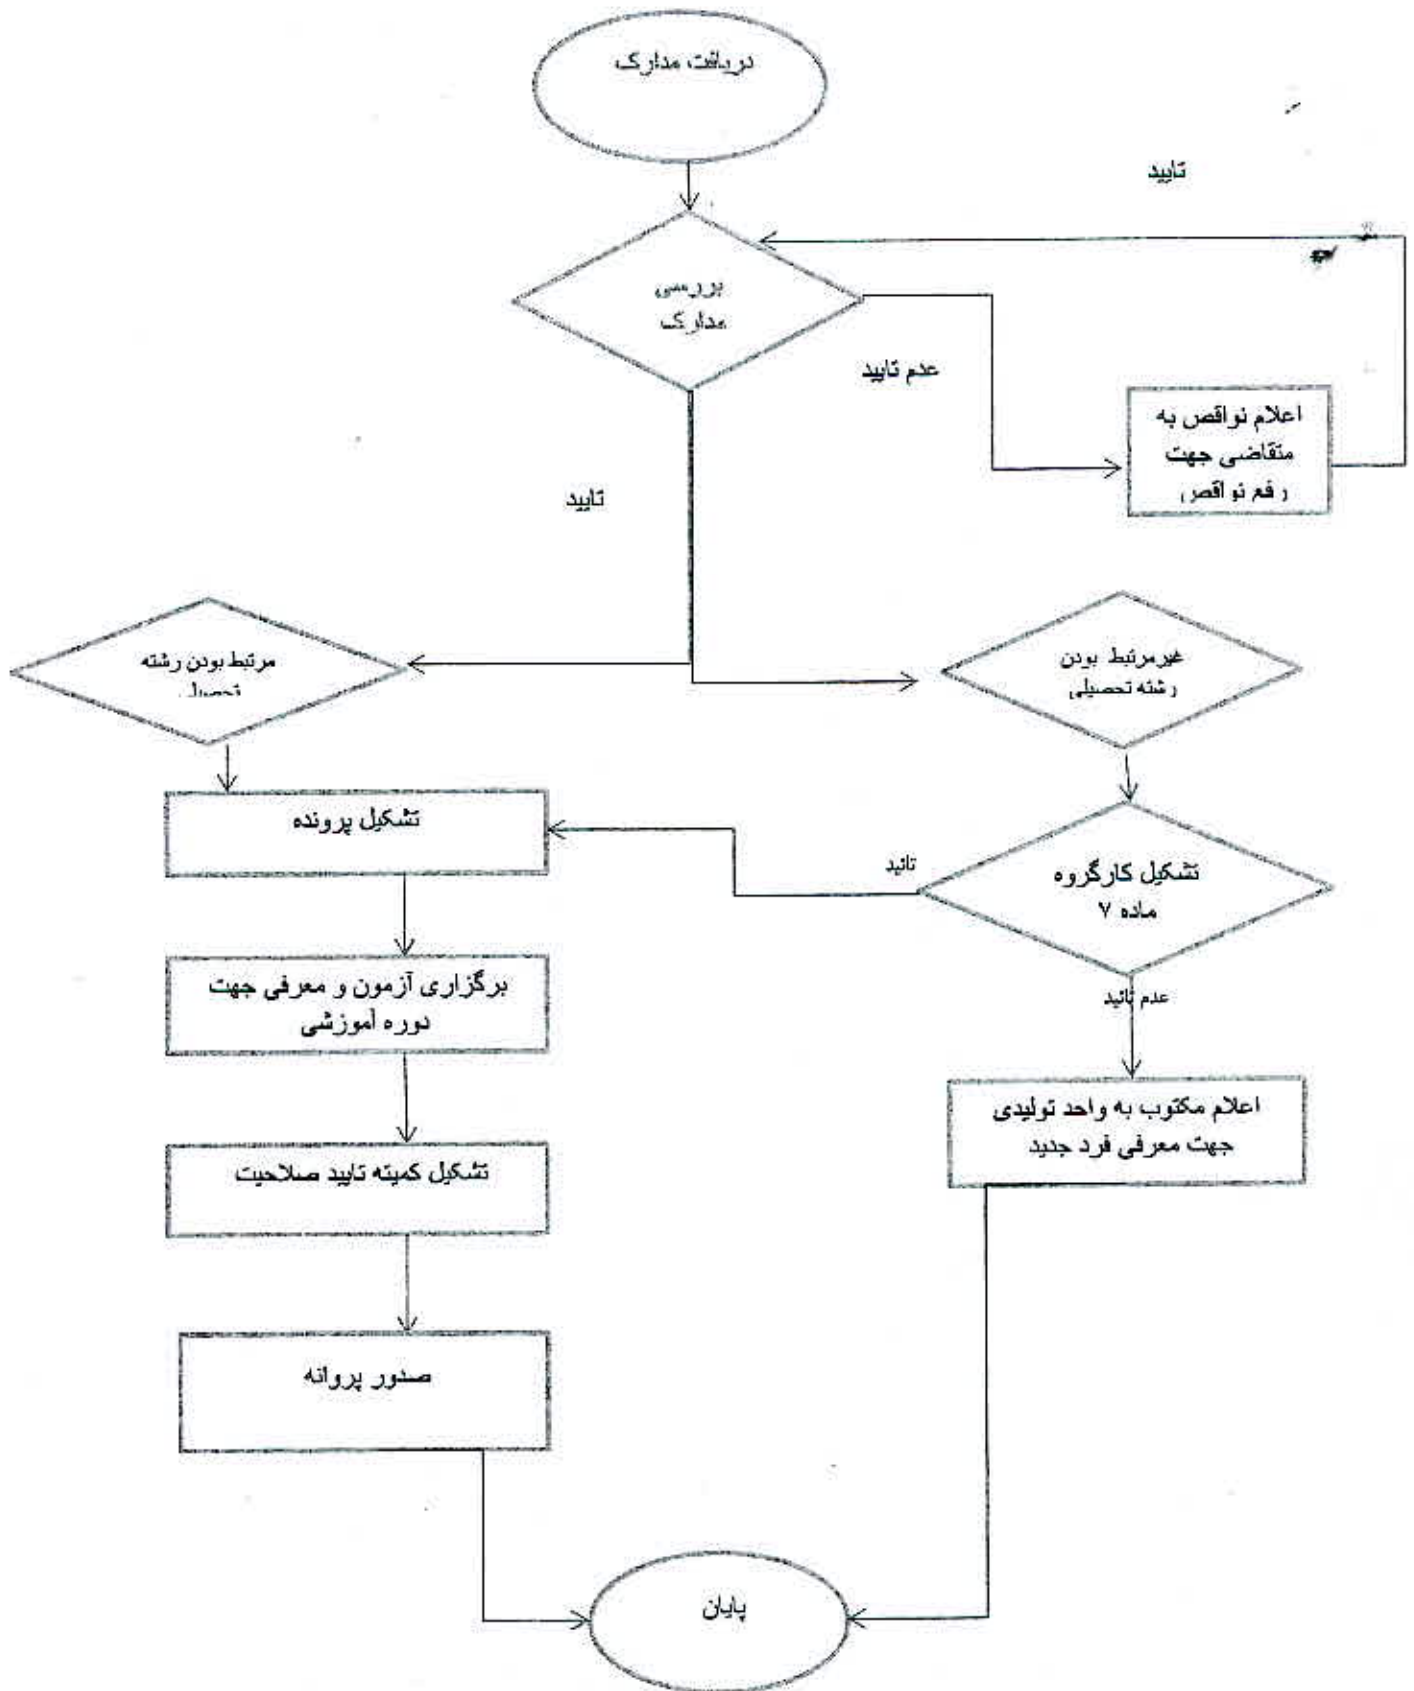 دریافت مدارک
تایید
بررسی
مدارک
عدم تایید
اعلام نواقص به
متقاضی جهت
رفع نواقص
تایید
غیرمرتبط بودن
رشته تحصیلی
مرتبط بودن رشته
تشکیل پرونده
تائید
تشکیل کارگروه
ماده ۷
عدم تائید
برگزاری آزمون و معرفی جهت
دوره آموزشی
اعلام مکتوب به واحد تولیدی
جهت معرفی فرد جدید
تشکیل کمیته تایید صلاحیت
صدور پروانه
پایان